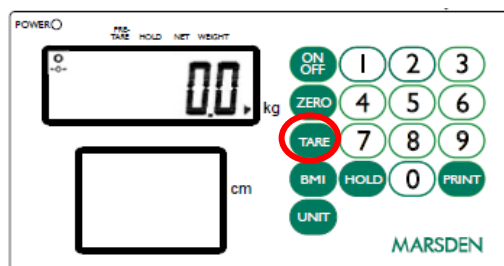 POWER
PRE-TARE HOLD NET WEIGHT
0.0 kg
cm
ON OFF 1 2 3
ZERO 4 5 6
TARE 7 8 9
BMI HOLD 0 PRINT
UNIT
MARSDEN